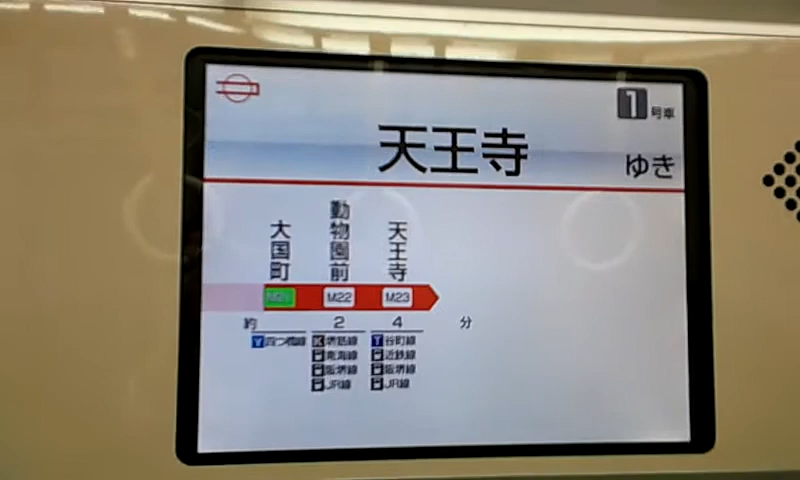 1 号車
天王寺
ゆき
大国町
動物園前
天王寺
M21 M22 M23
約 2 4 分
Y 四つ橋線
K 堺筋線
南海線
阪堺線
JR線
T 谷町線
近鉄線
阪堺線
JR線